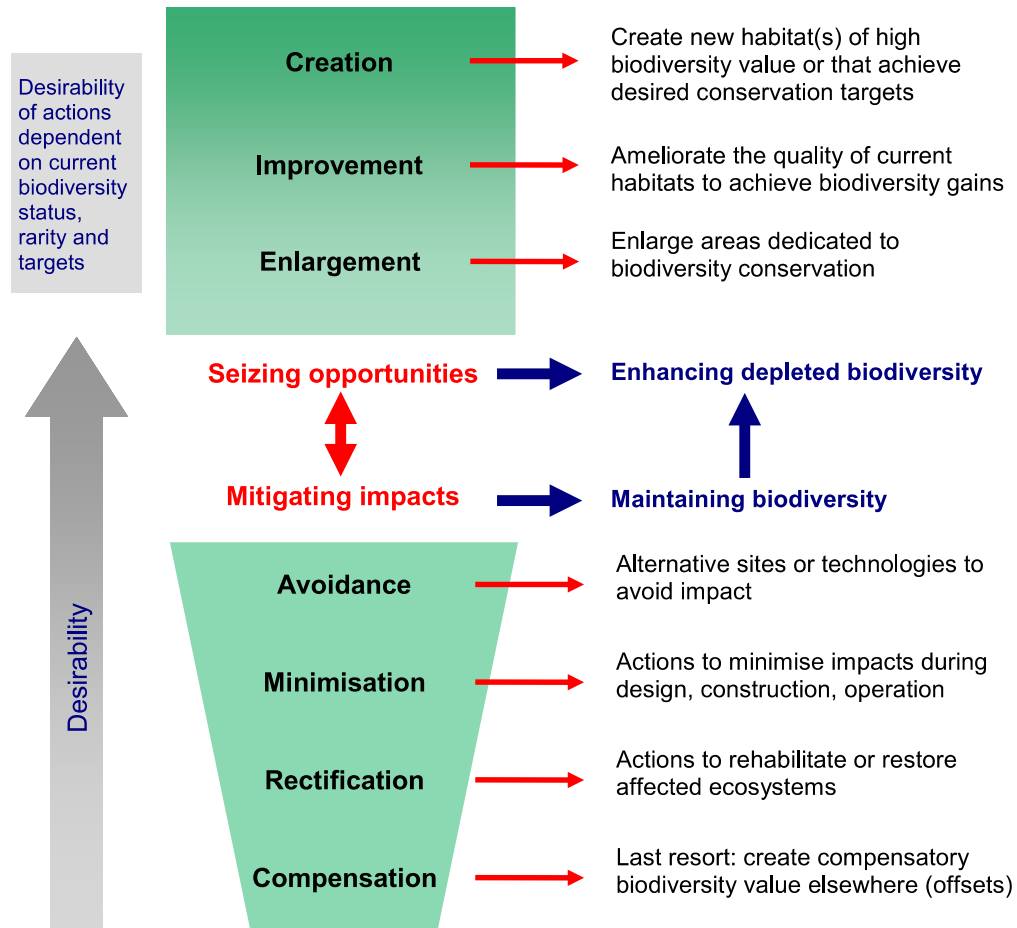 Desirability
of actions
dependent
on current
biodiversity
status,
rarity and
targets
Creation
Create new habitat(s) of high
biodiversity value or that achieve
desired conservation targets
Improvement
Ameliorate the quality of current
habitats to achieve biodiversity gains
Enlargement
Enlarge areas dedicated to
biodiversity conservation
Seizing opportunities
Enhancing depleted biodiversity
Mitigating impacts
Maintaining biodiversity
Desirability
Avoidance
Alternative sites or technologies to
avoid impact
Minimisation
Actions to minimise impacts during
design, construction, operation
Rectification
Actions to rehabilitate or restore
affected ecosystems
Compensation
Last resort: create compensatory
biodiversity value elsewhere (offsets)